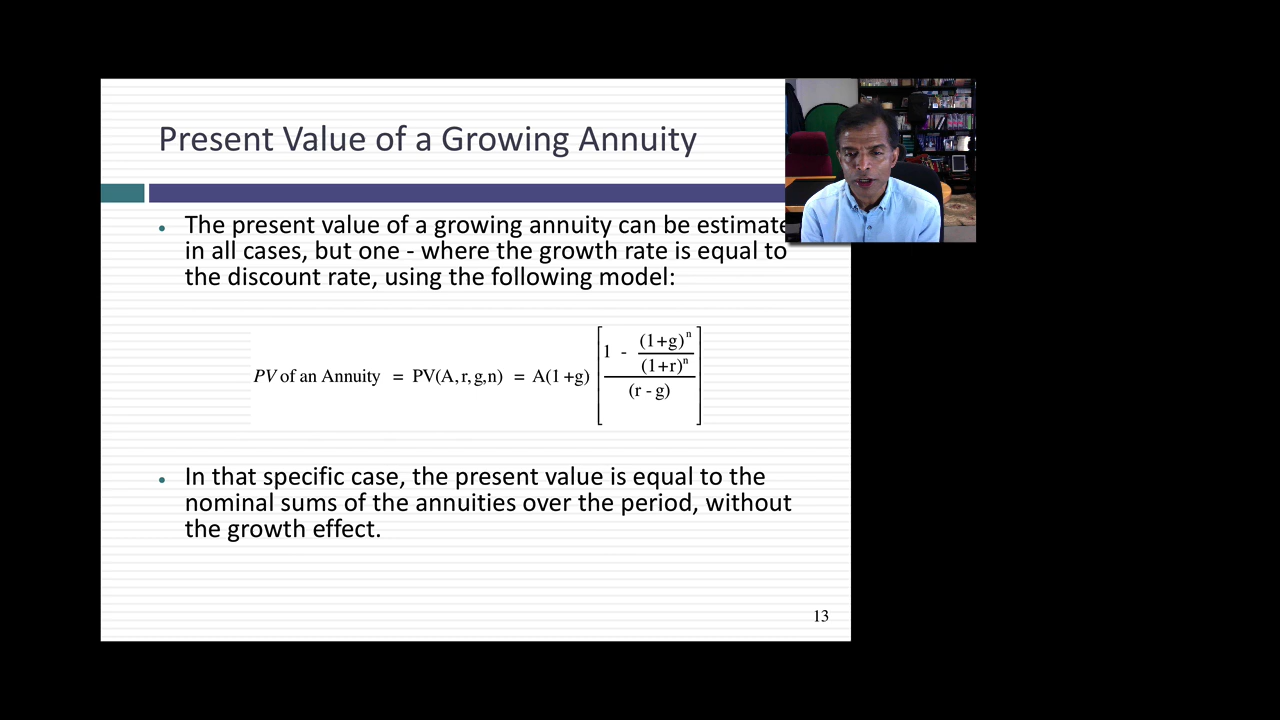 Present Value of a Growing Annuity
• The present value of a growing annuity can be estimate
in all cases, but one - where the growth rate is equal to
the discount rate, using the following model:
PV of an Annuity = PV(A,r,g,n) = A(1+g) [ 1 - (1+g)^n / (1+r)^n / (r - g) ]
• In that specific case, the present value is equal to the
nominal sums of the annuities over the period, without
the growth effect.
13